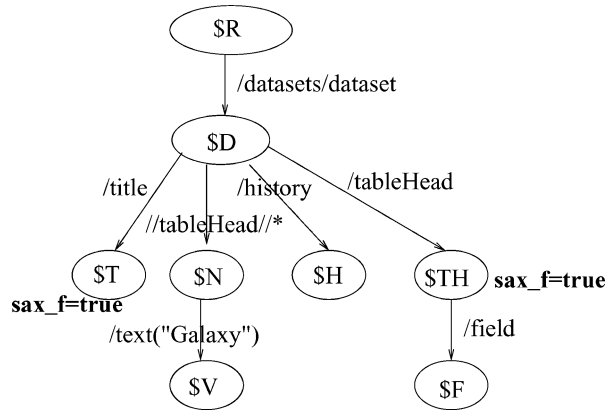 $R
/datasets/dataset
$D
/title
/history
/tableHead
//tableHead//*
$T
$N
$H
$TH
sax_f=true
sax_f=true
/text("Galaxy")
/field
$V
$F